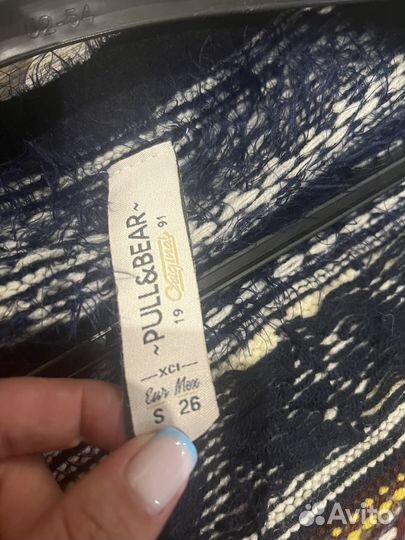 52-54
~PULL&BEAR~
19 Original 91
XCI
Eur Mex
S 26
Avito